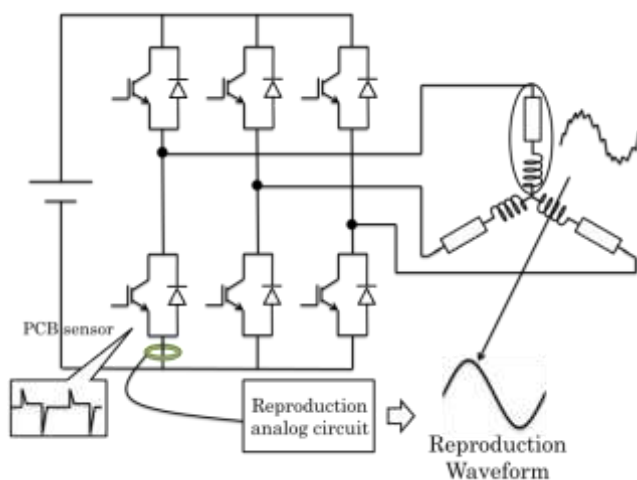 PCB sensor
Reproduction
analog circuit
Reproduction
Waveform